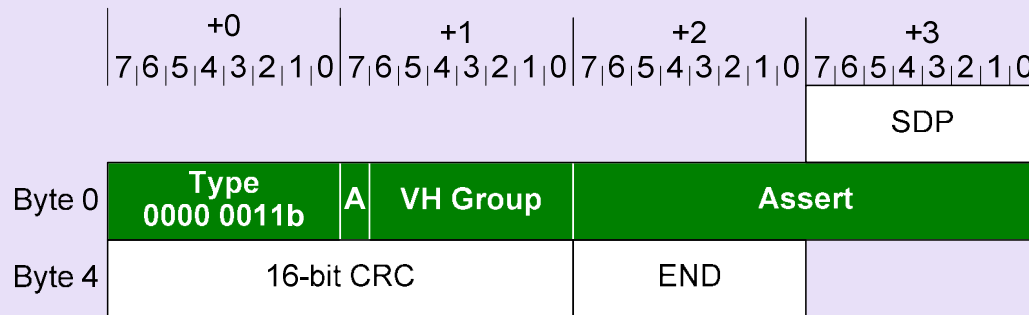 +0 +1 +2 +3
7 6 5 4 3 2 1 0 7 6 5 4 3 2 1 0 7 6 5 4 3 2 1 0 7 6 5 4 3 2 1 0
SDP
Byte 0 Type 0000 0011b A VH Group Assert
Byte 4 16-bit CRC END